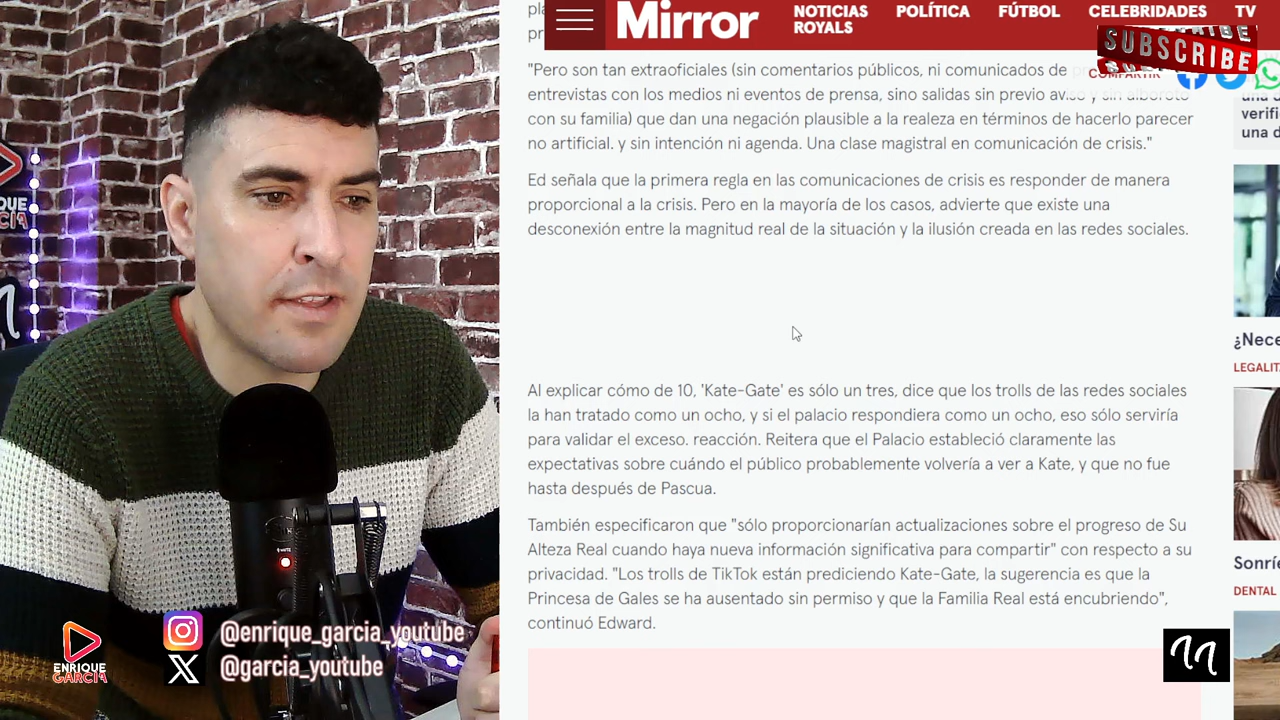 Mirror
NOTICIAS POLÍTICA FÚTBOL CELEBRIDADES TV
ROYALS
SUBSCRIBE
COMPARTIR
"Pero son tan extraoficiales (sin comentarios públicos, ni comunicados de
entrevistas con los medios ni eventos de prensa, sino salidas sin previo aviso y sin alboroto
con su familia) que dan una negación plausible a la realeza en términos de hacerlo parecer
no artificial. y sin intención ni agenda. Una clase magistral en comunicación de crisis."
Ed señala que la primera regla en las comunicaciones de crisis es responder de manera
proporcional a la crisis. Pero en la mayoría de los casos, advierte que existe una
desconexión entre la magnitud real de la situación y la ilusión creada en las redes sociales.
Al explicar cómo de 10, 'Kate-Gate' es sólo un tres, dice que los trolls de las redes sociales
la han tratado como un ocho, y si el palacio respondiera como un ocho, eso sólo serviría
para validar el exceso. reacción. Reitera que el Palacio estableció claramente las
expectativas sobre cuándo el público probablemente volvería a ver a Kate, y que no fue
hasta después de Pascua.
También especificaron que "sólo proporcionarían actualizaciones sobre el progreso de Su
Alteza Real cuando haya nueva información significativa para compartir" con respecto a su
privacidad. "Los trolls de TikTok están prediciendo Kate-Gate, la sugerencia es que la
Princesa de Gales se ha ausentado sin permiso y que la Familia Real está encubriendo",
continuó Edward.
una d
verifi
una d
¿Nece
LEGALIT
Sonríe
DENTAL
@enrique_garcia_youtube
@garcia_youtube
ENRIQUE
GARCIA